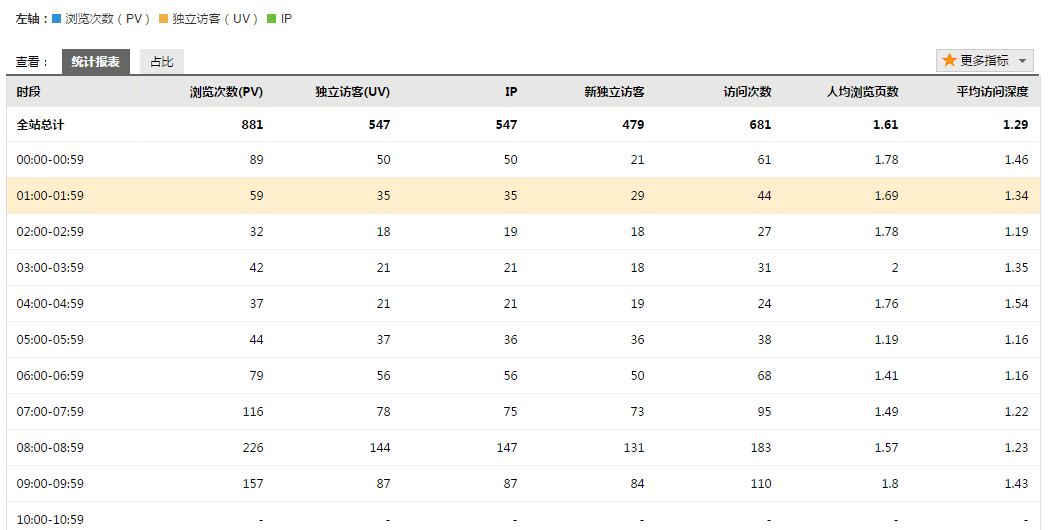 左轴：浏览次数（PV） 独立访客（UV） IP
查看： 统计报表 占比 更多指标
时段 浏览次数(PV) 独立访客(UV) IP 新独立访客 访问次数 人均浏览页数 平均访问深度
全站总计 881 547 547 479 681 1.61 1.29
00:00-00:59 89 50 50 21 61 1.78 1.46
01:00-01:59 59 35 35 29 44 1.69 1.34
02:00-02:59 32 18 19 18 27 1.78 1.19
03:00-03:59 42 21 21 18 31 2 1.35
04:00-04:59 37 21 21 19 24 1.76 1.54
05:00-05:59 44 37 36 36 38 1.19 1.16
06:00-06:59 79 56 56 50 68 1.41 1.16
07:00-07:59 116 78 75 73 95 1.49 1.22
08:00-08:59 226 144 147 131 183 1.57 1.23
09:00-09:59 157 87 87 84 110 1.8 1.43
10:00-10:59 - - - - - - -